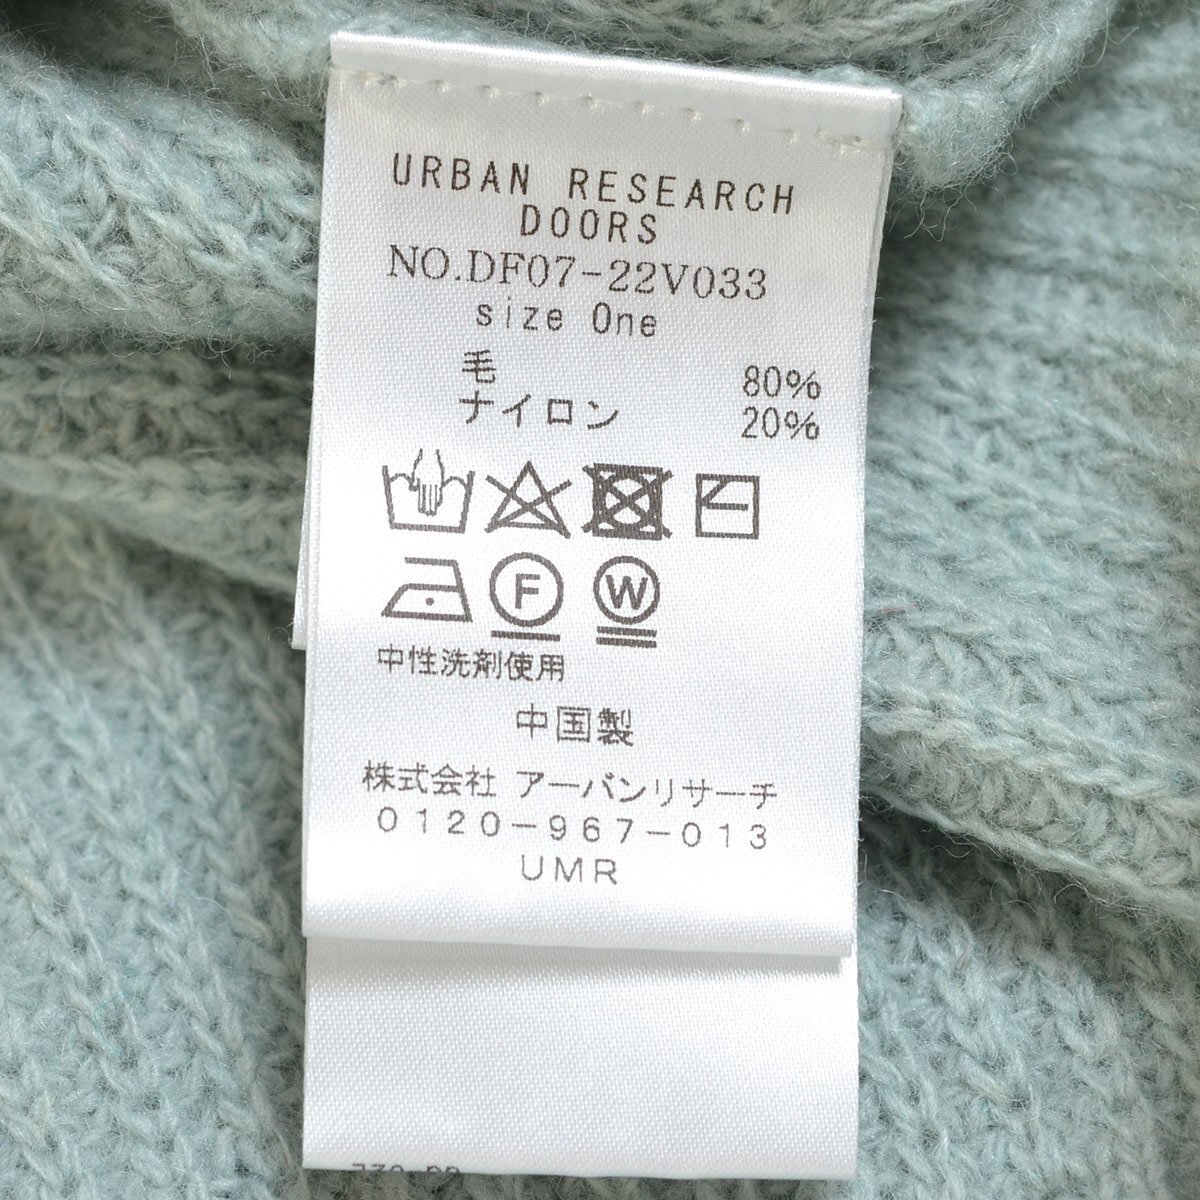 URBAN RESEARCH
DOORS
NO.DF07-22V033
size One
毛 80%
ナイロン 20%
F W
中性洗剤使用
中国製
株式会社 アーバンリサーチ
0120-967-013
UMR